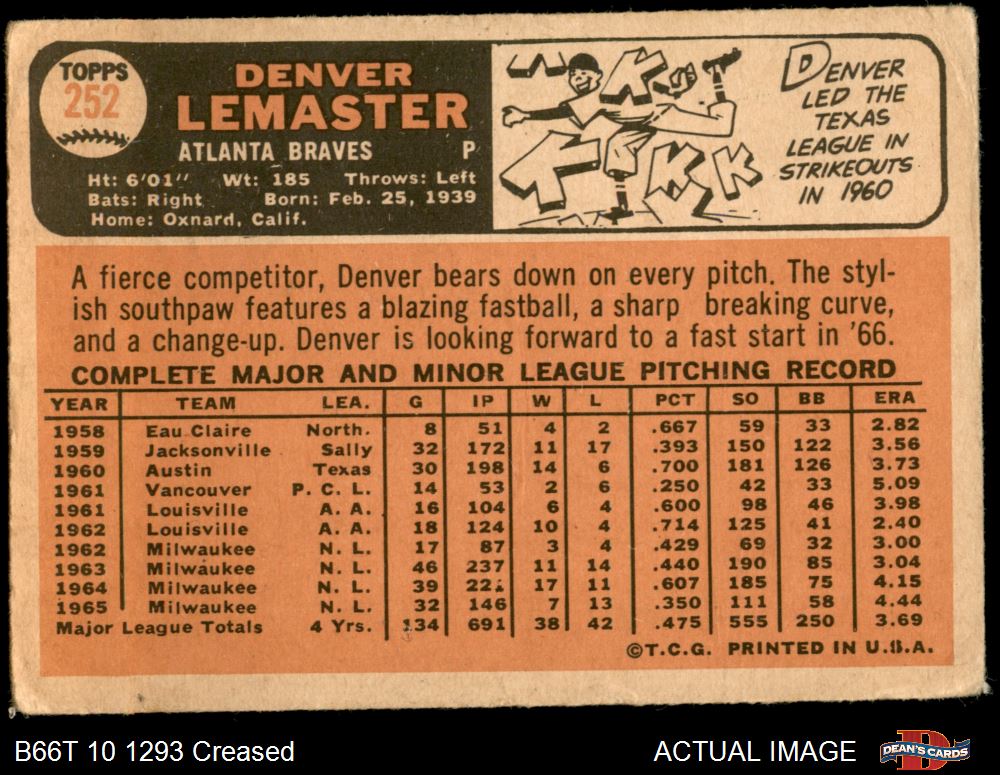 TOPPS
252
DENVER
LEMASTER
ATLANTA BRAVES P
Ht: 6'01" Wt: 185 Throws: Left
Bats: Right Born: Feb. 25, 1939
Home: Oxnard, Calif.
K K K K K
DENVER
LED THE
TEXAS
LEAGUE IN
STRIKEOUTS
IN 1960
A fierce competitor, Denver bears down on every pitch. The styl-
ish southpaw features a blazing fastball, a sharp breaking curve,
and a change-up. Denver is looking forward to a fast start in '66.
COMPLETE MAJOR AND MINOR LEAGUE PITCHING RECORD
YEAR TEAM LEA. G IP W L PCT SO BB ERA
1958 Eau Claire North. 8 51 4 2 .667 59 33 2.82
1959 Jacksonville Sally 32 172 11 17 .393 150 122 3.56
1960 Austin Texas 30 198 14 6 .700 181 126 3.73
1961 Vancouver P. C. L. 14 53 2 6 .250 42 33 5.09
1961 Louisville A. A. 16 104 6 4 .600 98 46 3.98
1962 Louisville A. A. 18 124 10 4 .714 125 41 2.40
1962 Milwaukee N. L. 17 87 3 4 .429 69 32 3.00
1963 Milwaukee N. L. 46 237 11 14 .440 190 85 3.04
1964 Milwaukee N. L. 39 17 11 .607 185 75 4.15
1965 Milwaukee N. L. 32 146 7 13 .350 111 58 4.44
Major League Totals 4 Yrs. 134 691 38 42 .475 555 250 3.69
©T.C.G. PRINTED IN U.S.A.
B66T 10 1293 Creased
ACTUAL IMAGE
D
DEAN'S CARDS